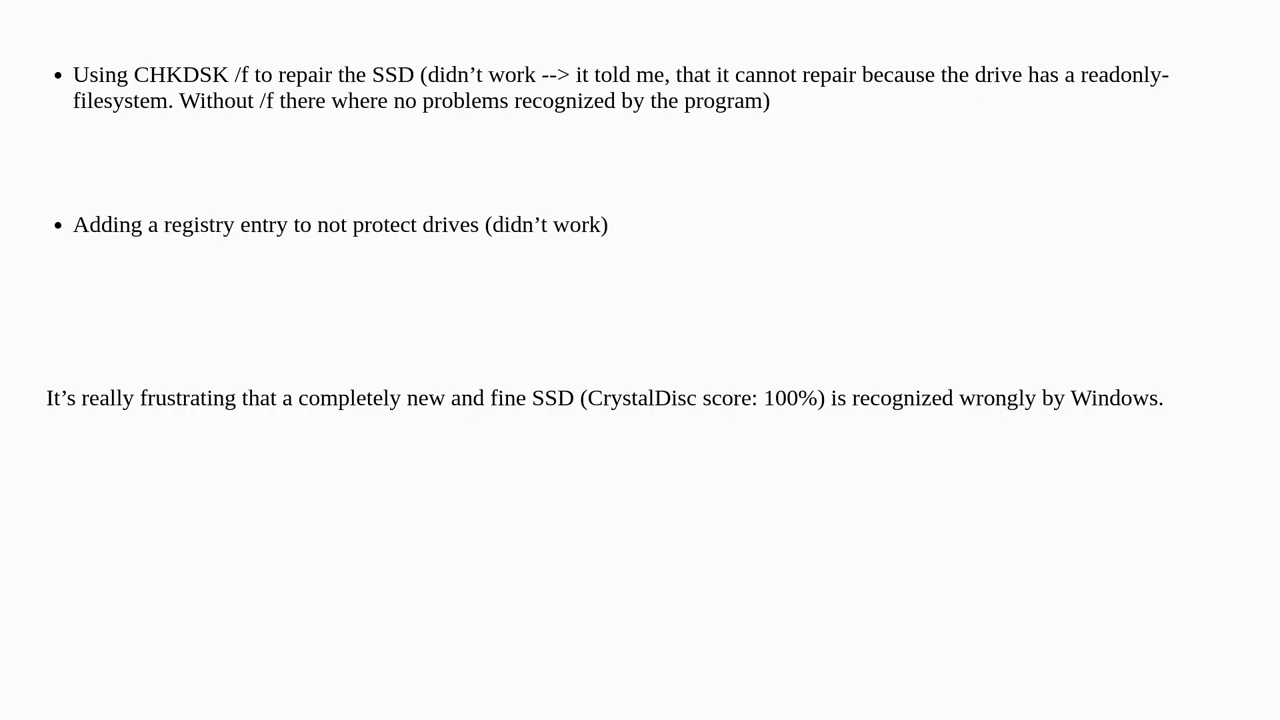 • Using CHKDSK /f to repair the SSD (didn’t work --> it told me, that it cannot repair because the drive has a readonly-
filesystem. Without /f there where no problems recognized by the program)
• Adding a registry entry to not protect drives (didn’t work)
It’s really frustrating that a completely new and fine SSD (CrystalDisc score: 100%) is recognized wrongly by Windows.